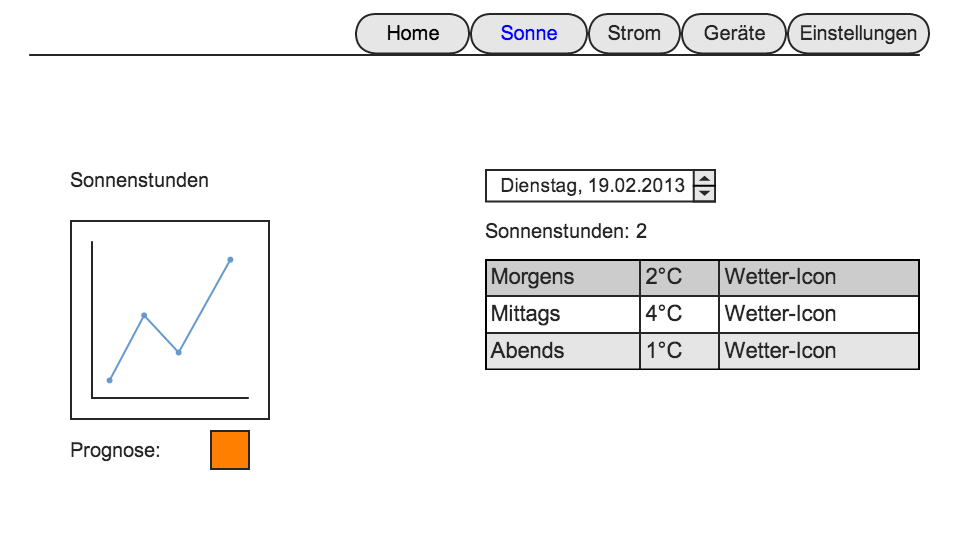 Home Sonne Strom Geräte Einstellungen
Sonnenstunden
Dienstag, 19.02.2013
Sonnenstunden: 2
Morgens 2°C Wetter-Icon
Mittags 4°C Wetter-Icon
Abends 1°C Wetter-Icon
Prognose: